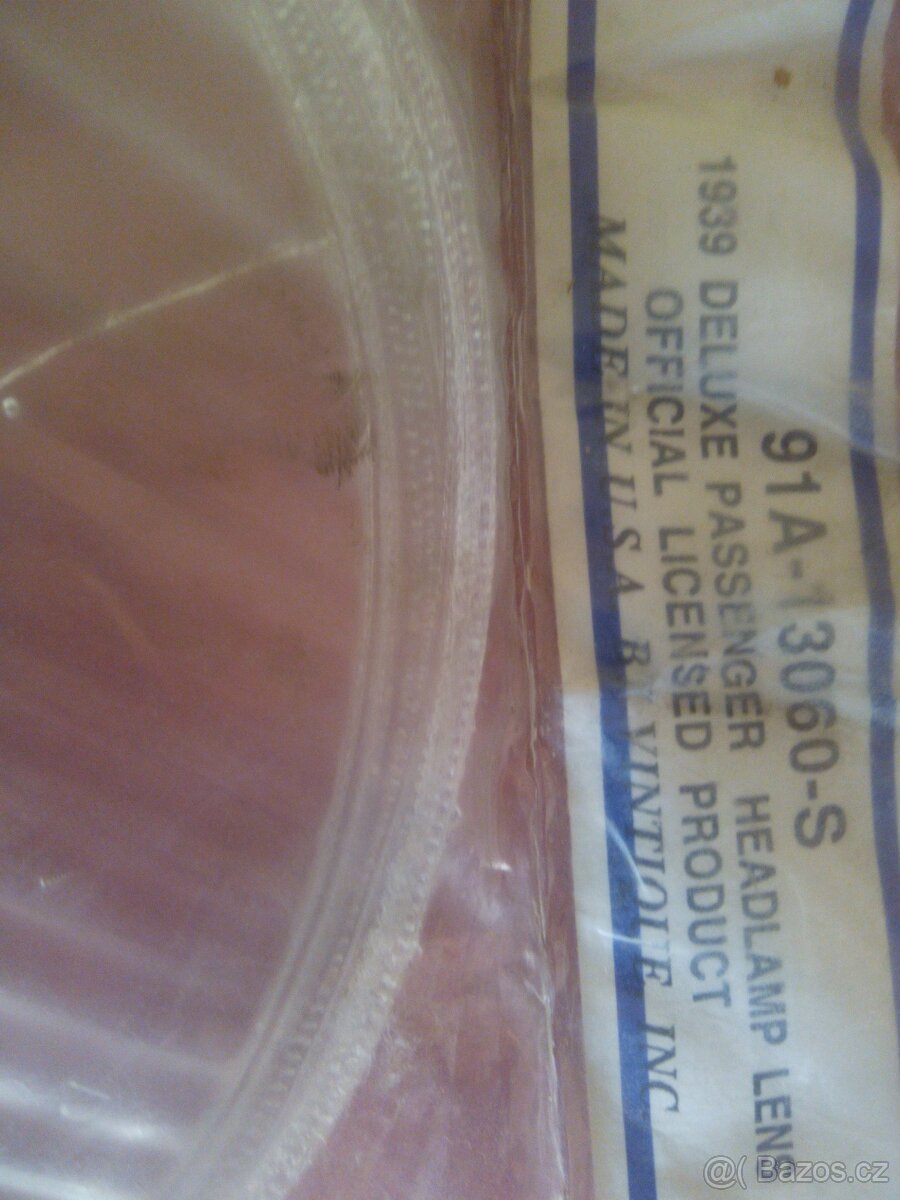 91A-13060-S
1939 DELUXE PASSENGER HEADLAMP LENS
OFFICIAL LICENSED PRODUCT
MADE IN U.S.A. BY VINTIQUE INC
@( Bazos.cz